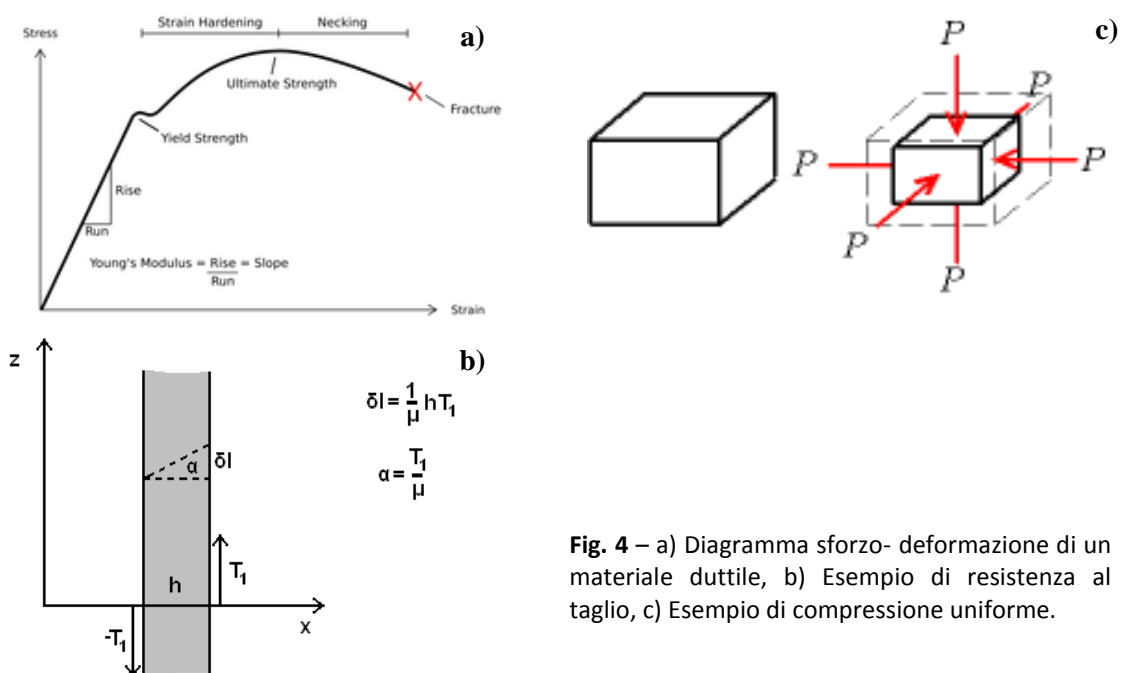 Strain Hardening
Necking
a)
Stress
Ultimate Strength
Fracture
Yield Strength
Rise
Run
Young's Modulus = Rise = Slope
Run
Strain
c)
P
P
P
P
P
P
b)
z
δl = 1/μ hT₁
α
δl
α = T₁/μ
T₁
h
x
-T₁
Fig. 4 – a) Diagramma sforzo- deformazione di un
materiale duttile, b) Esempio di resistenza al
taglio, c) Esempio di compressione uniforme.